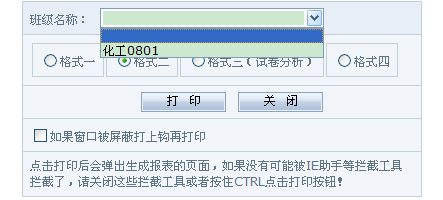 班级名称：
化工0801
格式一 格式二 格式三（试卷分析） 格式四
打 印 关 闭
如果窗口被屏蔽打上钩再打印
点击打印后会弹出生成报表的页面，如果没有可能被IE助手等拦截工具
拦截了，请关闭这些拦截工具或者按住CTRL点击打印按钮！